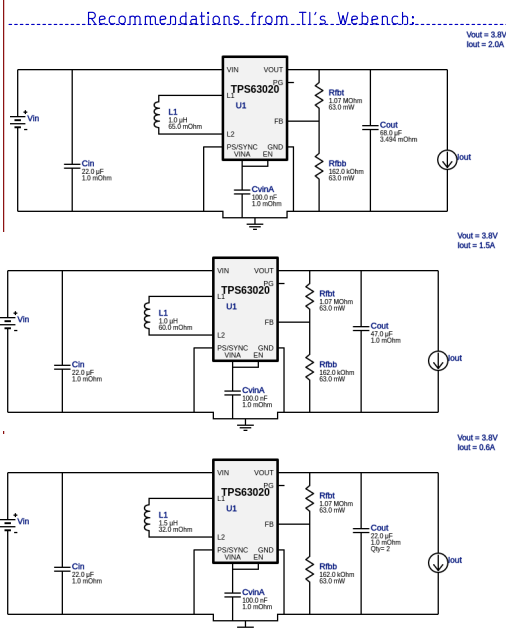 Recommendations from TI's Webench:
Vout = 3.8V
Iout = 2.0A
VIN
VOUT
TPS63020
PG
L1
U1
Vin
L1
1.0 µH
65.0 mOhm
Rfbt
1.07 MOhm
63.0 mW
FB
Cout
68.0 µF
3.494 mOhm
L2
PS/SYNC
GND
VINA
EN
Iout
Cin
22.0 µF
1.0 mOhm
Rfbb
162.0 kOhm
63.0 mW
CvinA
100.0 nF
1.0 mOhm
Vout = 3.8V
Iout = 1.5A
VIN
VOUT
PG
TPS63020
L1
U1
Vin
L1
1.0 µH
60.0 mOhm
Rfbt
1.07 MOhm
63.0 mW
FB
Cout
47.0 µF
1.0 mOhm
L2
PS/SYNC
GND
VINA
EN
Iout
Cin
22.0 µF
1.0 mOhm
Rfbb
162.0 kOhm
63.0 mW
CvinA
100.0 nF
1.0 mOhm
Vout = 3.8V
Iout = 0.6A
VIN
VOUT
PG
TPS63020
L1
U1
Vin
L1
1.5 µH
32.0 mOhm
Rfbt
1.07 MOhm
63.0 mW
FB
Cout
22.0 µF
1.0 mOhm
Qty= 2
L2
PS/SYNC
GND
VINA
EN
Iout
Cin
22.0 µF
1.0 mOhm
Rfbb
162.0 kOhm
63.0 mW
CvinA
100.0 nF
1.0 mOhm